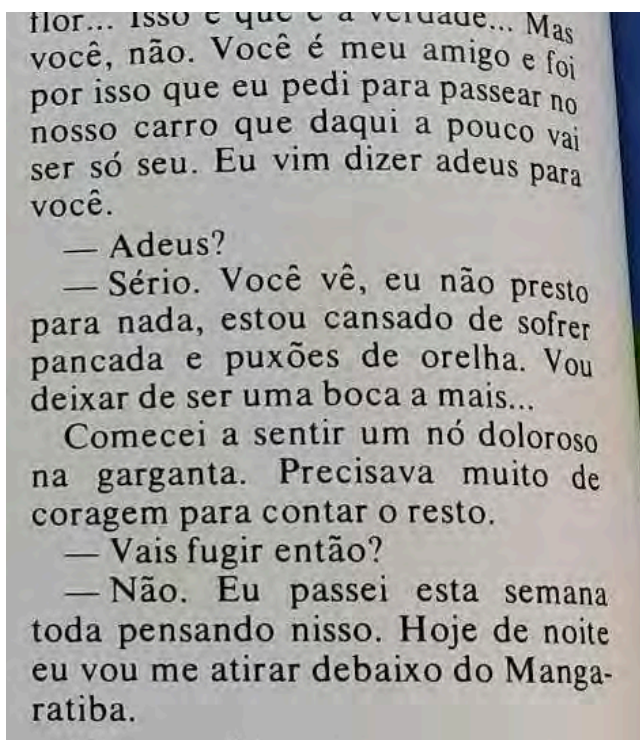 flor... Isso é que é a verdade... Mas
você, não. Você é meu amigo e foi
por isso que eu pedi para passear no
nosso carro que daqui a pouco vai
ser só seu. Eu vim dizer adeus para
você.
— Adeus?
— Sério. Você vê, eu não presto
para nada, estou cansado de sofrer
pancada e puxões de orelha. Vou
deixar de ser uma boca a mais...
Comecei a sentir um nó doloroso
na garganta. Precisava muito de
coragem para contar o resto.
— Vais fugir então?
— Não. Eu passei esta semana
toda pensando nisso. Hoje de noite
eu vou me atirar debaixo do Manga-
ratiba.